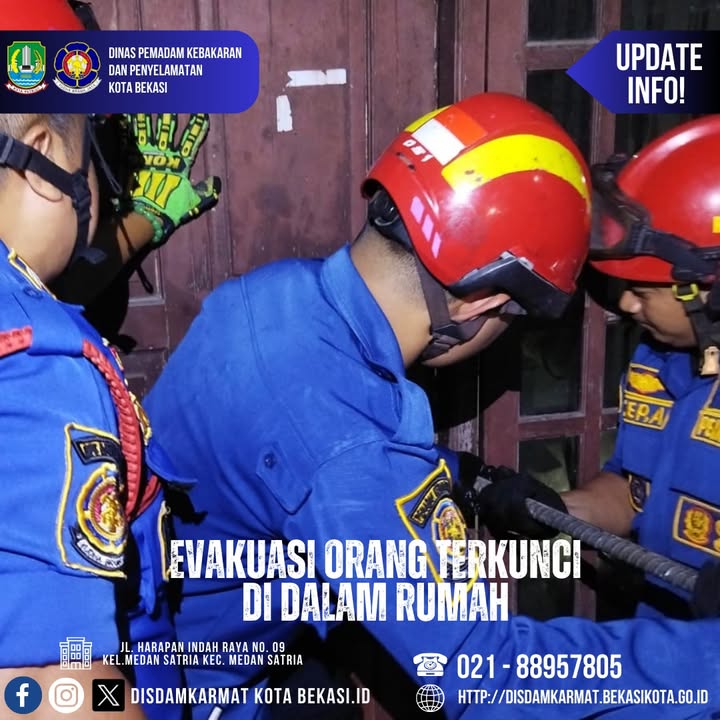 DINAS PEMADAM KEBAKARAN
DAN PENYELAMATAN
KOTA BEKASI
UPDATE
INFO!
KON
051
EVAKUASI ORANG TERKUNCI
DI DALAM RUMAH
JL. HARAPAN INDAH RAYA NO. 09
KEL.MEDAN SATRIA KEC. MEDAN SATRIA
021 - 88957805
DISDAMKARMAT KOTA BEKASI.ID
HTTP://DISDAMKARMAT.BEKASIKOTA.GO.ID